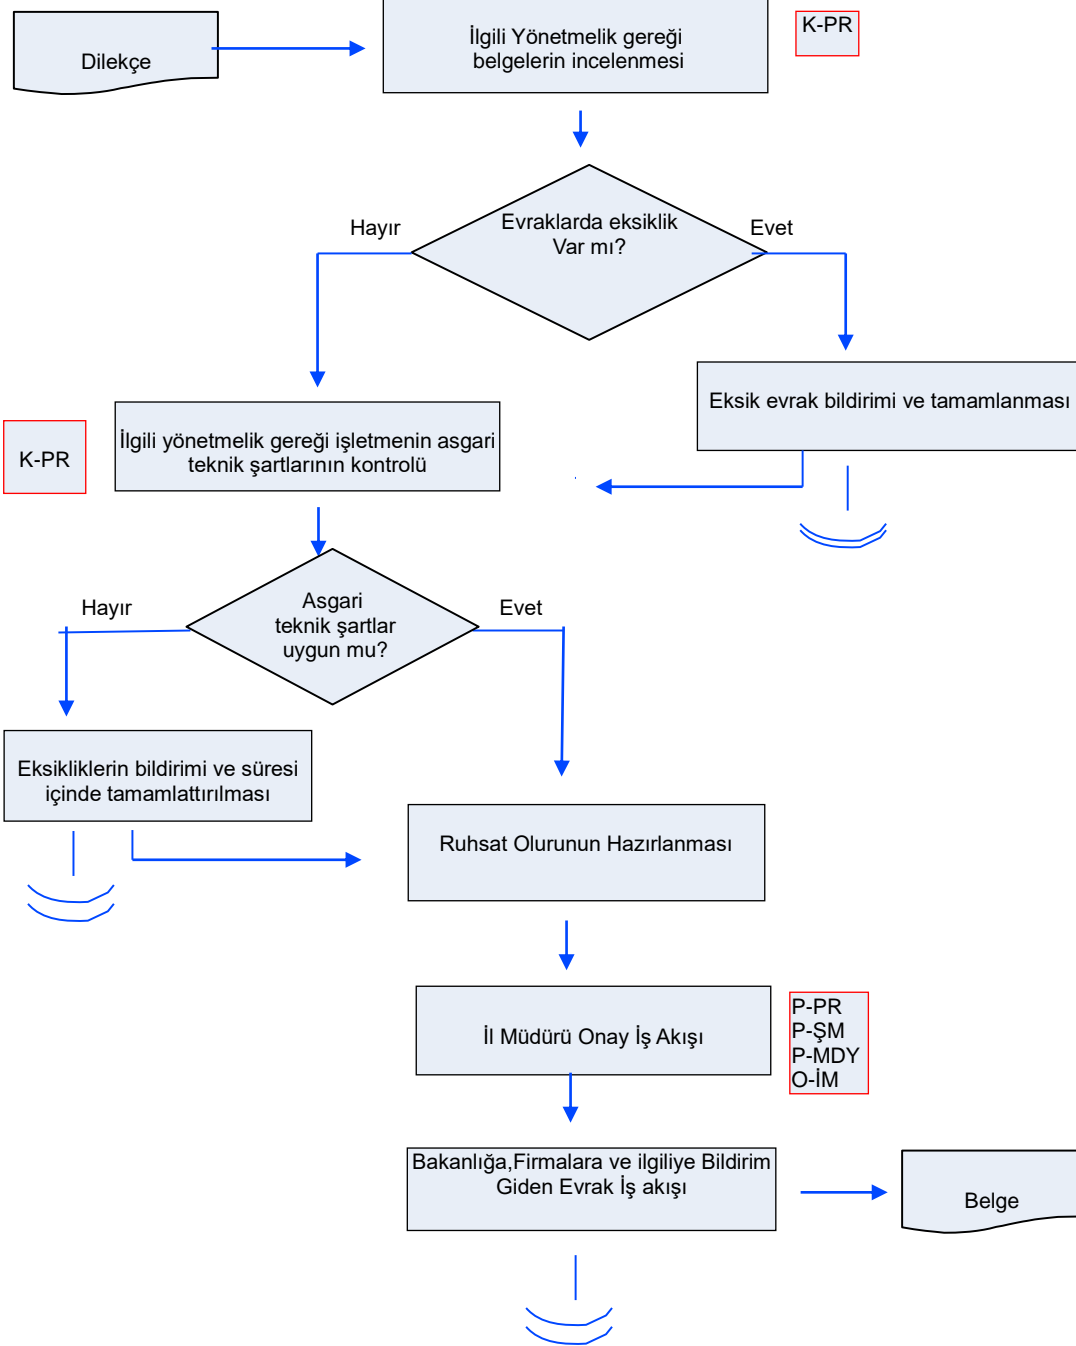 Dilekçe
İlgili Yönetmelik gereği
belgelerin incelenmesi
K-PR
Evraklarda eksiklik
Var mı?
Hayır
Evet
Eksik evrak bildirimi ve tamamlanması
K-PR
İlgili yönetmelik gereği işletmenin asgari
teknik şartlarının kontrolü
Asgari
teknik şartlar
uygun mu?
Hayır
Evet
Eksikliklerin bildirimi ve süresi
içinde tamamlattırılması
Ruhsat Olurunun Hazırlanması
İl Müdürü Onay İş Akışı
P-PR
P-ŞM
P-MDY
O-İM
Bakanlığa,Firmalara ve ilgiliye Bildirim
Giden Evrak İş akışı
Belge